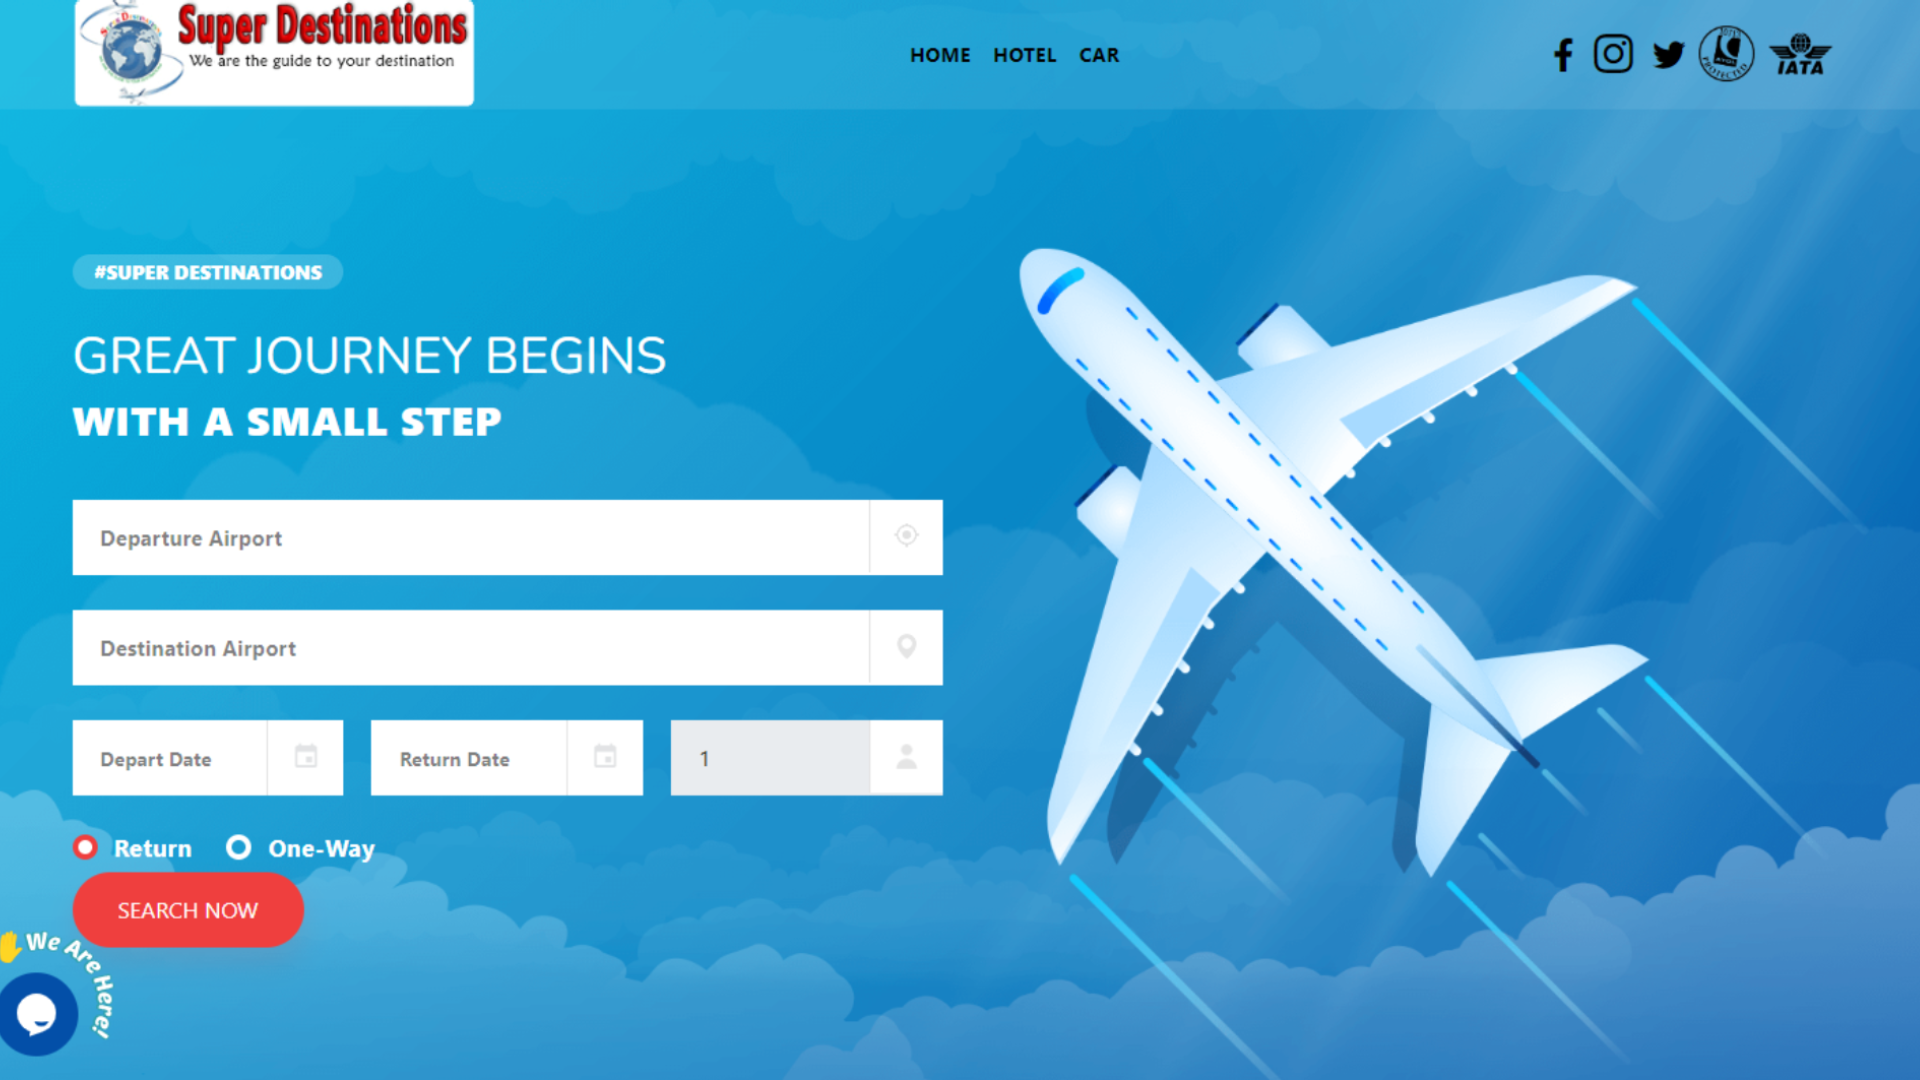 Super Destinations
We are the guide to your destination
HOME HOTEL CAR
PROTECTED
IATA
#SUPER DESTINATIONS
GREAT JOURNEY BEGINS
WITH A SMALL STEP
Departure Airport
Destination Airport
Depart Date
Return Date
1
Return
One-Way
SEARCH NOW
We Are Here!